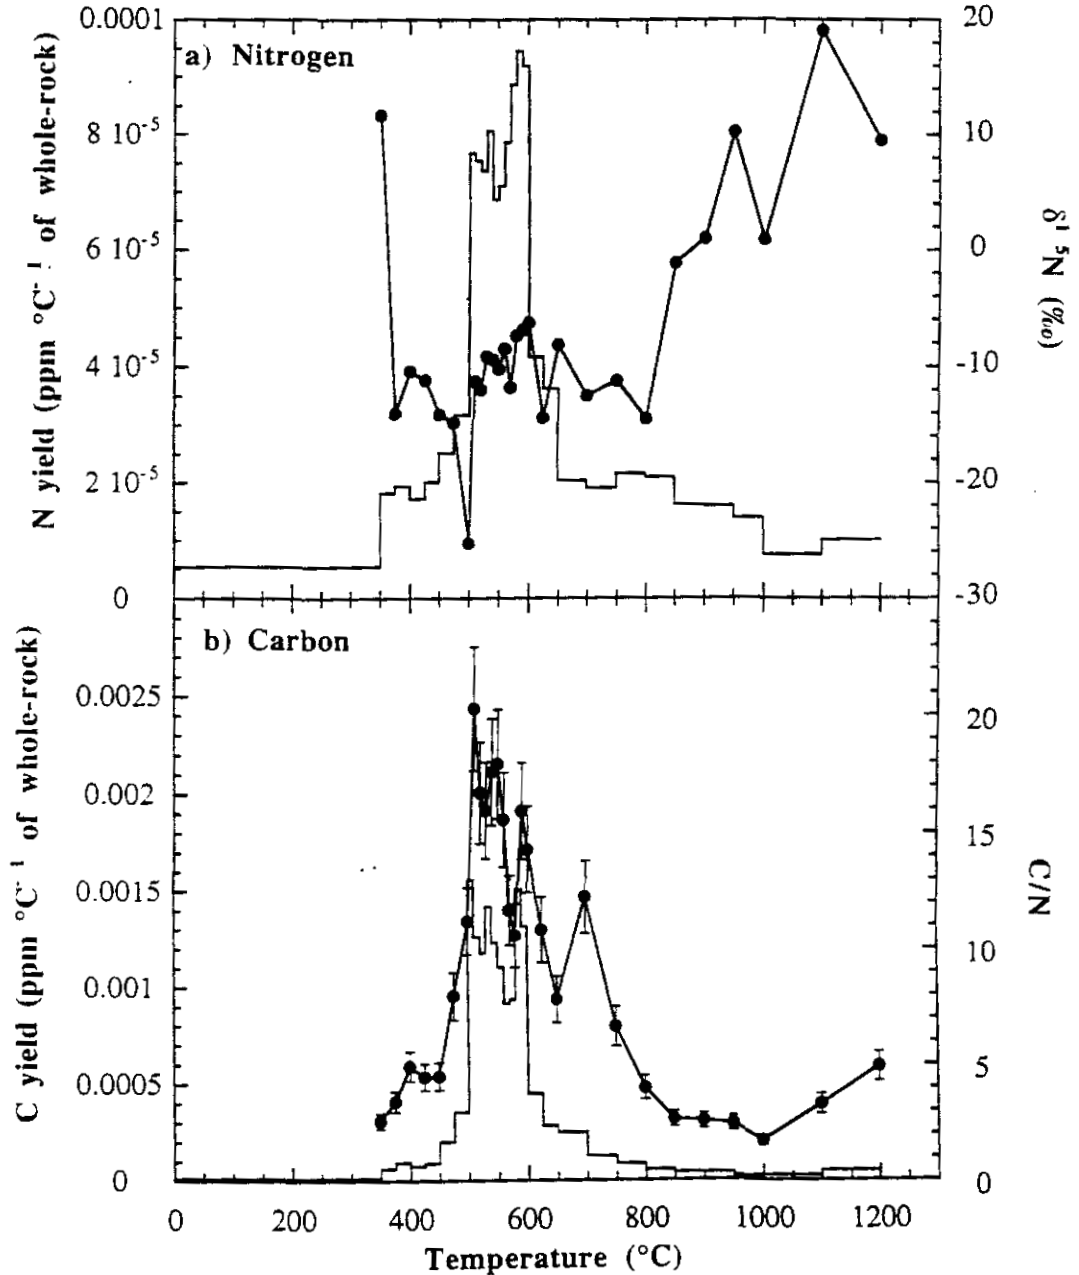 a) Nitrogen
0.0001
8 10-5
6 10-5
4 10-5
2 10-5
0
N yield (ppm °C-1 of whole-rock)
20
10
0
-10
-20
-30
δ15N (‰)
b) Carbon
0.0025
0.002
0.0015
0.001
0.0005
0
C yield (ppm °C-1 of whole-rock)
20
15
10
5
0
C/N
0 200 400 600 800 1000 1200
Temperature (°C)